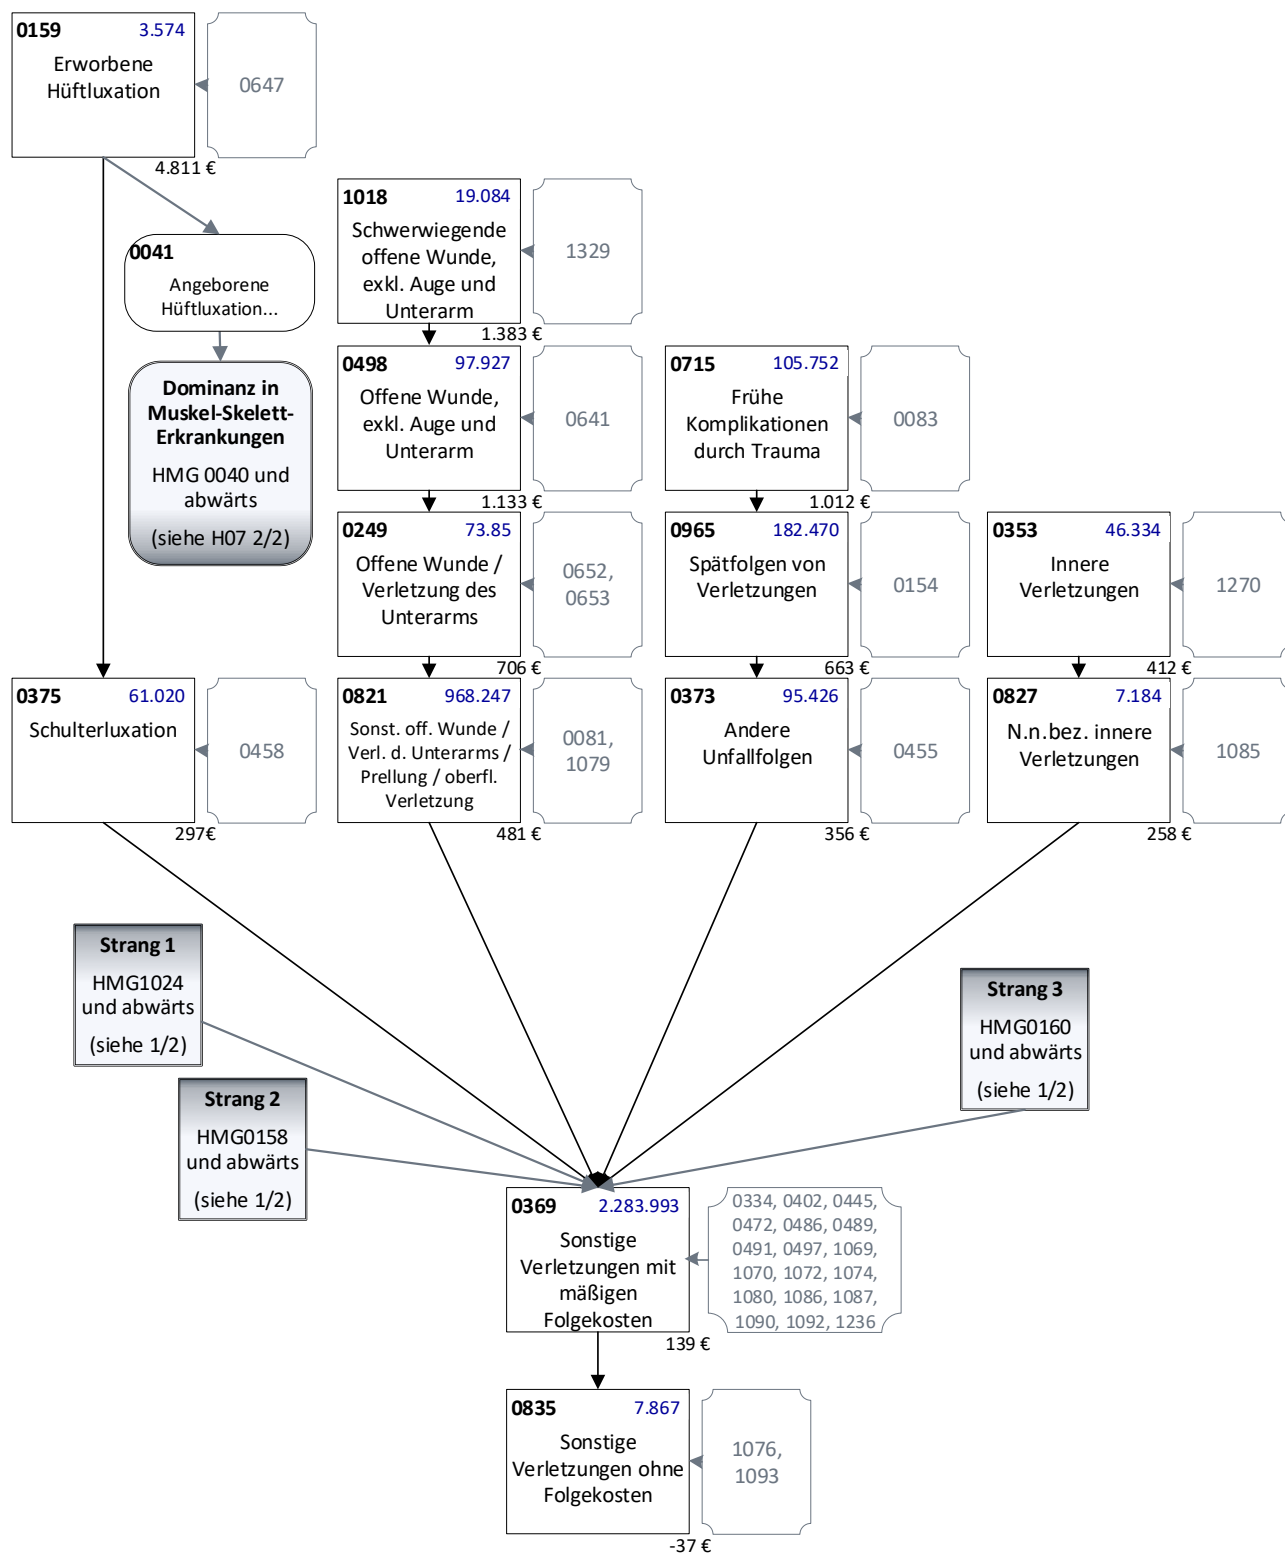 0159 3.574
Erworbene
Hüftluxation
0647
4.811 €
0041
Angeborene
Hüftluxation...
Dominanz in
Muskel-Skelett-
Erkrankungen
HMG 0040 und
abwärts
(siehe H07 2/2)
1018 19.084
Schwerwiegende
offene Wunde,
exkl. Auge und
Unterarm
1329
1.383 €
0498 97.927
Offene Wunde,
exkl. Auge und
Unterarm
0641
1.133 €
0715 105.752
Frühe
Komplikationen
durch Trauma
0083
1.012 €
0249 73.85
Offene Wunde /
Verletzung des
Unterarms
0652,
0653
706 €
0965 182.470
Spätfolgen von
Verletzungen
0154
663 €
0353 46.334
Innere
Verletzungen
1270
412 €
0375 61.020
Schulterluxation
0458
297€
0821 968.247
Sonst. off. Wunde /
Verl. d. Unterarms /
Prellung / oberfl.
Verletzung
0081,
1079
481 €
0373 95.426
Andere
Unfallfolgen
0455
356 €
0827 7.184
N.n.bez. innere
Verletzungen
1085
258 €
Strang 1
HMG1024
und abwärts
(siehe 1/2)
Strang 2
HMG0158
und abwärts
(siehe 1/2)
Strang 3
HMG0160
und abwärts
(siehe 1/2)
0369 2.283.993
Sonstige
Verletzungen mit
mäßigen
Folgekosten
0334, 0402, 0445,
0472, 0486, 0489,
0491, 0497, 1069,
1070, 1072, 1074,
1080, 1086, 1087,
1090, 1092, 1236
139 €
0835 7.867
Sonstige
Verletzungen ohne
Folgekosten
1076,
1093
-37 €